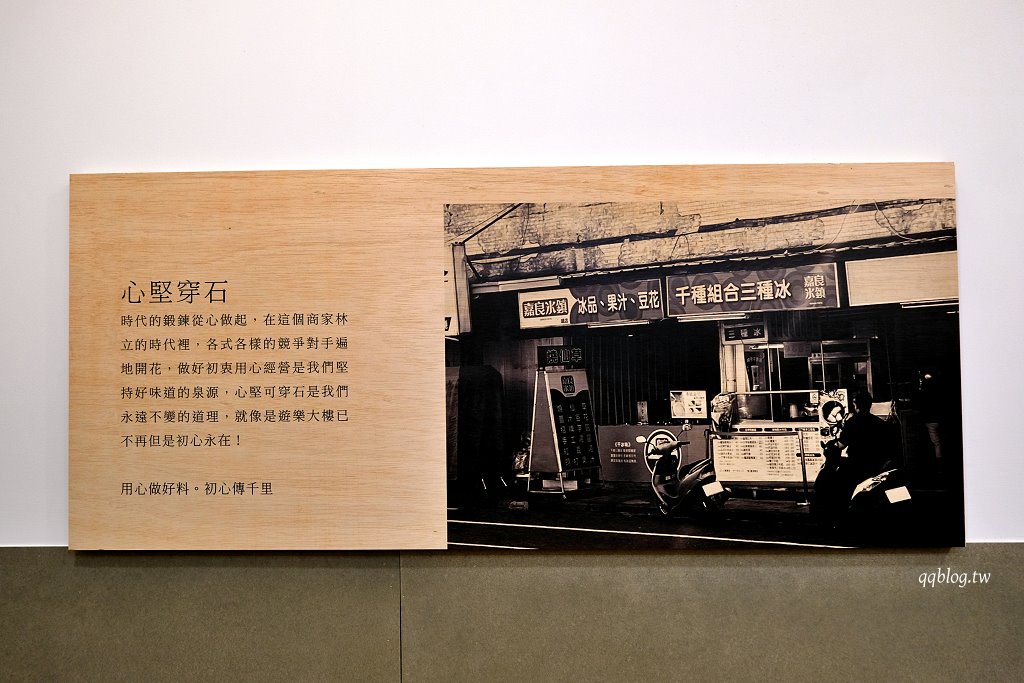 心堅穿石
時代的鍛鍊從心做起，在這個商家林
立的時代裡，各式各樣的競爭對手遍
地開花，做好初衷用心經營是我們堅
持好味道的泉源，心堅可穿石是我們
永遠不變的道理，就像是遊樂大樓已
不再但是初心永在！
用心做好料。初心傳千里
嘉良冰鎮
冰品、果汁、豆花
千種組合三種冰
嘉良
冰鎮
三種冰
燒仙草
qqblog.tw